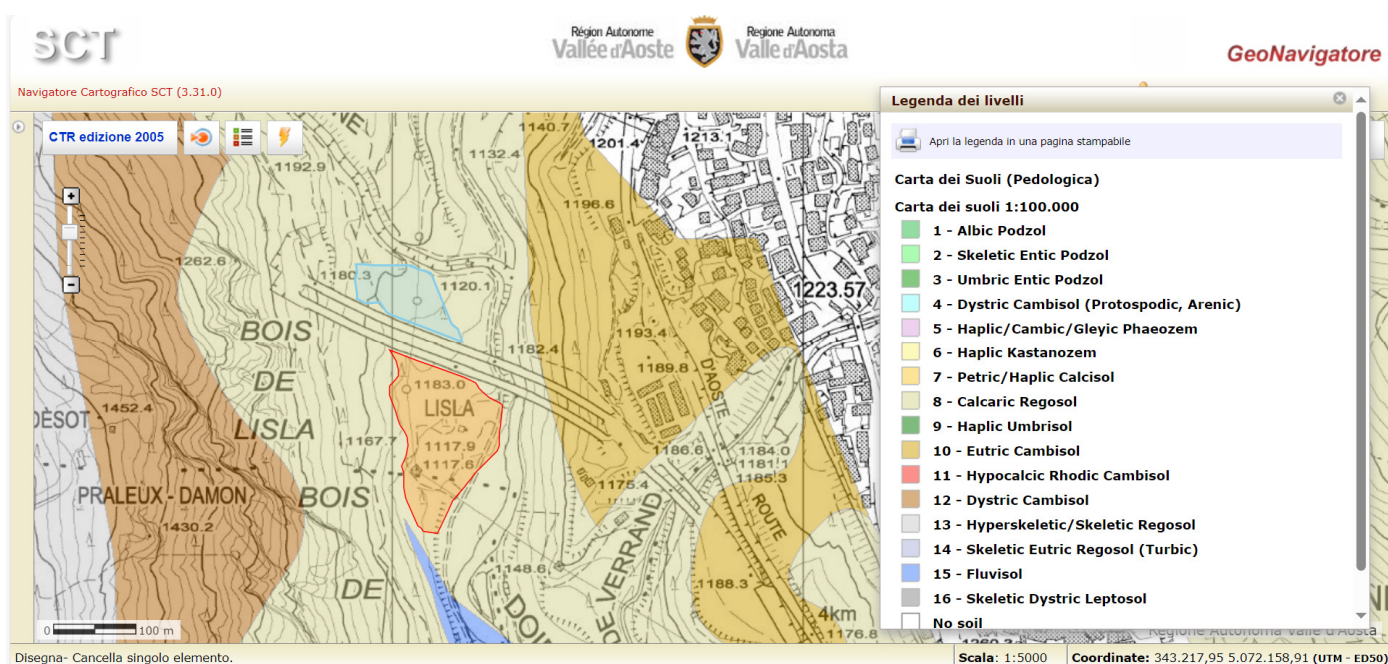 SCT
Région Autonome
Vallée d'Aoste
Regione Autonoma
Valle d'Aosta
GeoNavigatore
Navigatore Cartografico SCT (3.31.0)
CTR edizione 2005
1140.7
1201.4
1213.1
1132.4
1192.9
1196.6
1262.6
1180.3
1120.1
1223.57
BOIS
DE
LISLA
1193.4
1182.4
1189.8
D'AOSTE
1183.0
LISLA
1452.4
1167.7
1117.9
1117.6
1186.6
1184.0
1181.1
1185.3
PRALEUX - DAMON
BOIS
1175.4
ROUTE
1430.2
DE VERRAND
1148.6
DE
1188.3
4km
1176.8
0
100 m
Legenda dei livelli
Apri la legenda in una pagina stampabile
Carta dei Suoli (Pedologica)
Carta dei suoli 1:100.000
1 - Albic Podzol
2 - Skeletic Entic Podzol
3 - Umbric Entic Podzol
4 - Dystric Cambisol (Protospodic, Arenic)
5 - Haplic/Cambic/Gleyic Phaeozem
6 - Haplic Kastanozem
7 - Petric/Haplic Calcisol
8 - Calcaric Regosol
9 - Haplic Umbrisol
10 - Eutric Cambisol
11 - Hypocalcic Rhodic Cambisol
12 - Dystric Cambisol
13 - Hyperskeletic/Skeletic Regosol
14 - Skeletic Eutric Regosol (Turbic)
15 - Fluvisol
16 - Skeletic Dystric Leptosol
No soil
Regione Autonoma Valle d'Aosta
Disegna- Cancella singolo elemento.
Scala: 1:5000
Coordinate: 343.217,95 5.072.158,91 (UTM - ED50)